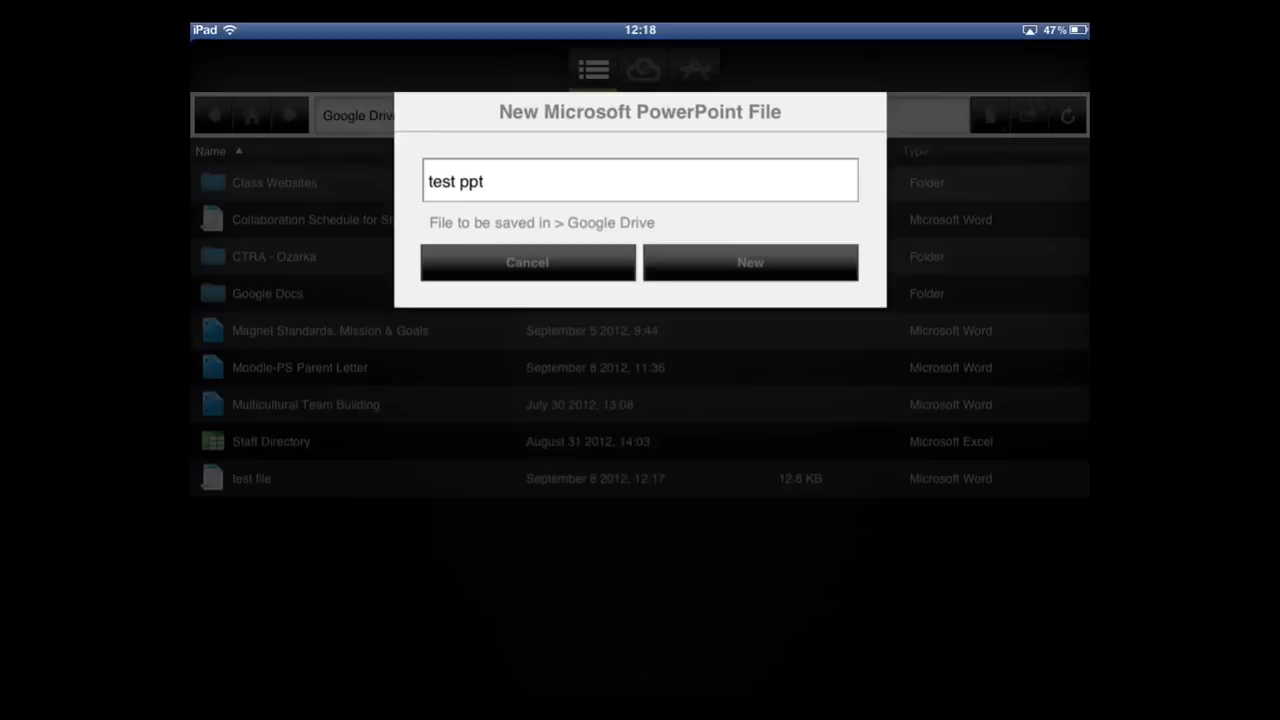 iPad 12:18 47%
New Microsoft PowerPoint File
Google Driv
test ppt
Name Type
Class Websites Folder
File to be saved in > Google Drive
Collaboration Schedule for Sh Microsoft Word
CTRA - Ozarka Folder
Cancel New
Google Docs Folder
Magnet Standards, Mission & Goals September 5 2012, 9:44 Microsoft Word
Moodle-PS Parent Letter September 8 2012, 11:36 Microsoft Word
Multicultural Team Building July 30 2012, 13:08 Microsoft Word
Staff Directory August 31 2012, 14:03 Microsoft Excel
test file September 8 2012, 12:17 12.6 KB Microsoft Word